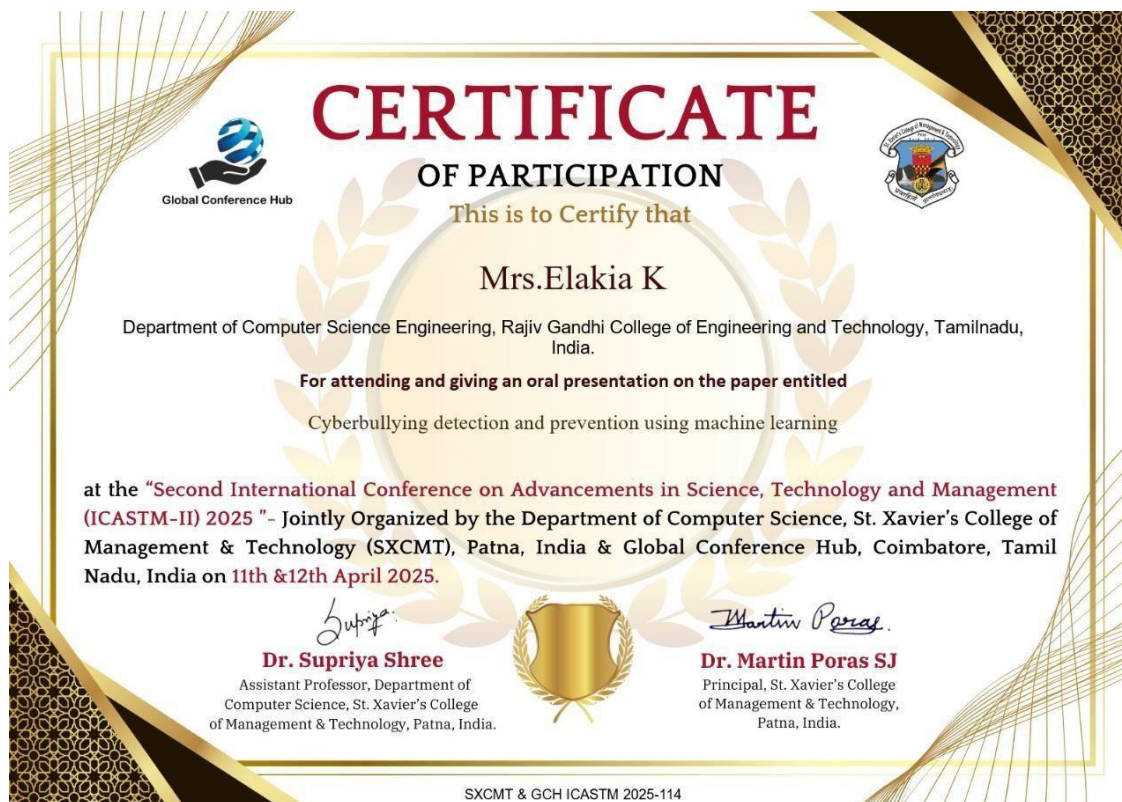 CERTIFICATE
Global Conference Hub
OF PARTICIPATION
This is to Certify that
Mrs.Elakia K
Department of Computer Science Engineering, Rajiv Gandhi College of Engineering and Technology, Tamilnadu,
India.
For attending and giving an oral presentation on the paper entitled
Cyberbullying detection and prevention using machine learning
at the “Second International Conference on Advancements in Science, Technology and Management
(ICASTM-II) 2025 ”- Jointly Organized by the Department of Computer Science, St. Xavier’s College of
Management & Technology (SXCMT), Patna, India & Global Conference Hub, Coimbatore, Tamil
Nadu, India on 11th &12th April 2025.
Supriya.
Martin Poras.
Dr. Supriya Shree
Assistant Professor, Department of
Computer Science, St. Xavier’s College
of Management & Technology, Patna, India.
Dr. Martin Poras SJ
Principal, St. Xavier’s College
of Management & Technology,
Patna, India.
SXCMT & GCH ICASTM 2025-114